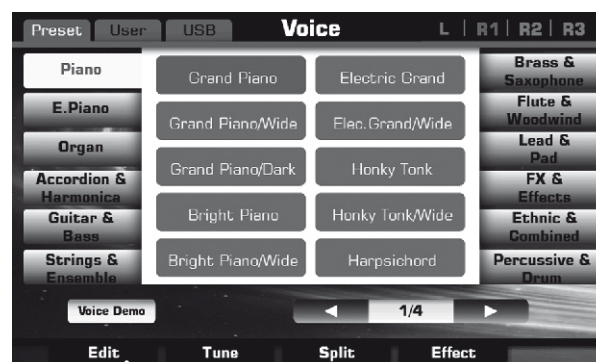 Preset User USB Voice L | R1 | R2 | R3
Piano
E.Piano
Organ
Accordion &
Harmonica
Guitar &
Bass
Strings &
Ensemble
Grand Piano Electric Grand
Grand Piano/Wide Elec.Grand/Wide
Grand Piano/Dark Honky Tonk
Bright Piano Honky Tonk/Wide
Bright Piano/Wide Harpsichord
Brass &
Saxophone
Flute &
Woodwind
Lead &
Pad
FX &
Effects
Ethnic &
Combined
Percussive &
Drum
Voice Demo ◀ 1/4 ▶
Edit Tune Split Effect